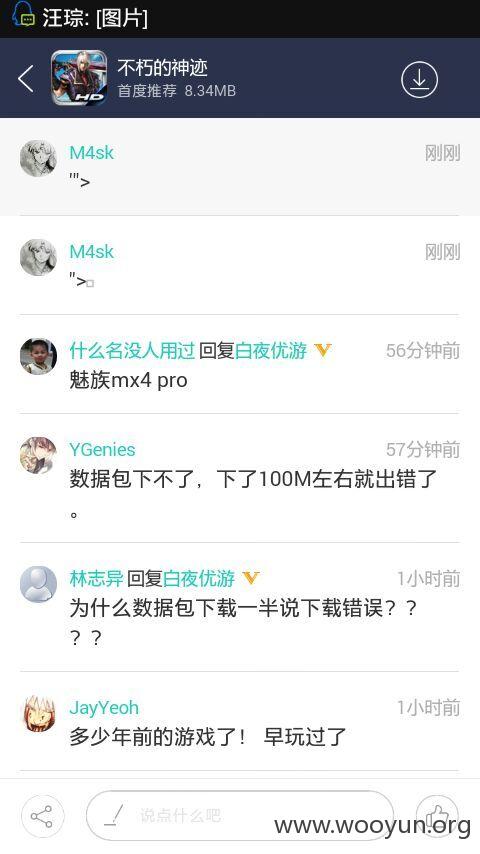 汪琮: [图片]
不朽的神迹
首度推荐 8.34MB
HD
M4sk 刚刚
'">
M4sk 刚刚
">
什么名没人用过 回复 白夜优游 56分钟前
魅族mx4 pro
YGenies 57分钟前
数据包下不了，下了100M左右就出错了
。
林志异 回复 白夜优游 1小时前
为什么数据包下载一半说下载错误？？
？？
JayYeoh 1小时前
多少年前的游戏了！ 早玩过了
说点什么吧
www.wooyun.org